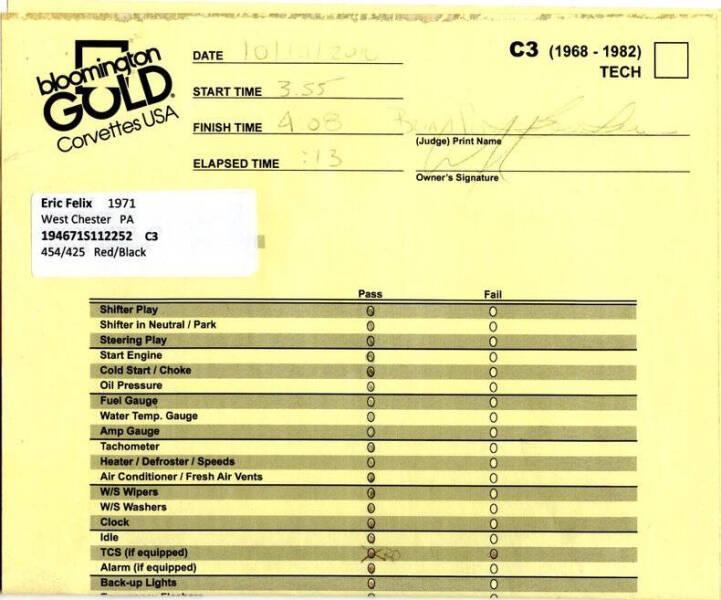 bloomington
GOLD
Corvettes USA
DATE
START TIME 3.55
FINISH TIME 4 08
ELAPSED TIME :13
C3 (1968 - 1982)
TECH
(Judge) Print Name
Owner's Signature
Eric Felix 1971
West Chester PA
194671S112252 C3
454/425 Red/Black
Pass Fail
Shifter Play
Shifter in Neutral / Park
Steering Play
Start Engine
Cold Start / Choke
Oil Pressure
Fuel Gauge
Water Temp. Gauge
Amp Gauge
Tachometer
Heater / Defroster / Speeds
Air Conditioner / Fresh Air Vents
W/S Wipers
W/S Washers
Clock
Idle
TCS (if equipped)
Alarm (if equipped)
Back-up Lights